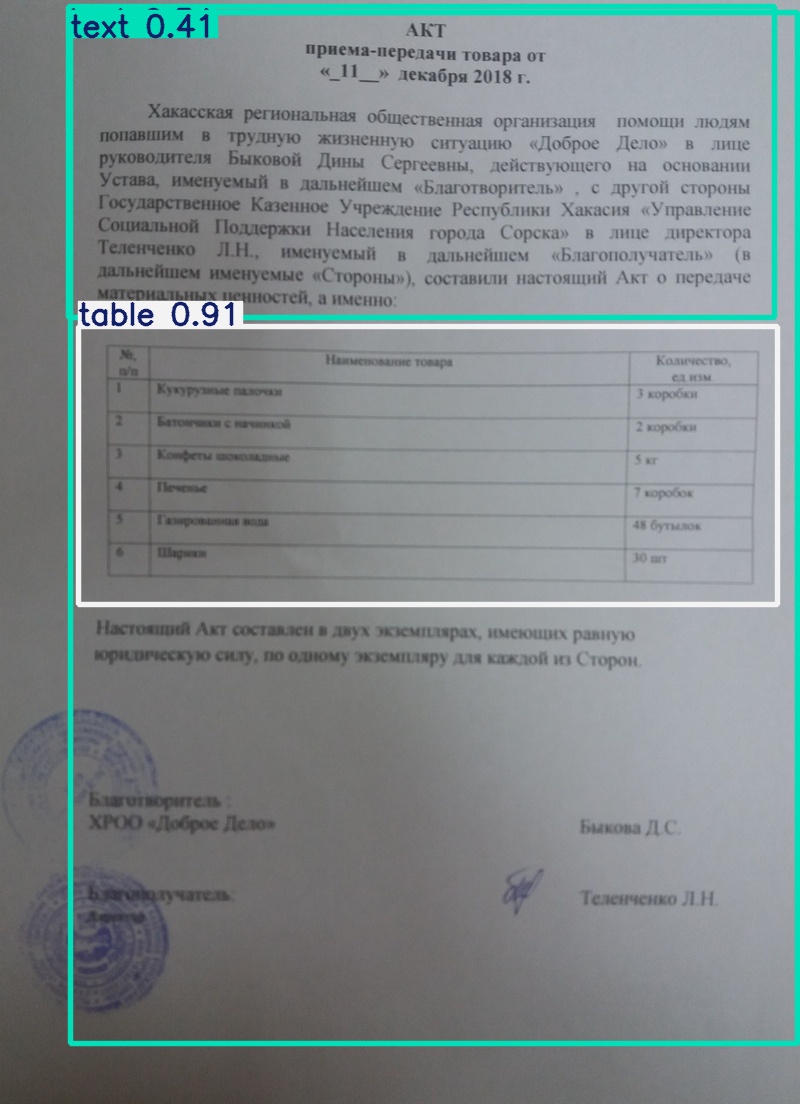 text 0.41
АКТ
приема-передачи товара от
«_11__» декабря 2018 г.
Хакасская региональная общественная организация помощи людям
попавшим в трудную жизненную ситуацию «Доброе Дело» в лице
руководителя Быковой Дины Сергеевны, действующего на основании
Устава, именуемый в дальнейшем «Благотворитель» , с другой стороны
Государственное Казенное Учреждение Республики Хакасия «Управление
Социальной Поддержки Населения города Сорска» в лице директора
Теленченко Л.Н., именуемый в дальнейшем «Благополучатель» (в
дальнейшем именуемые «Стороны»), составили настоящий Акт о передаче
материальных ценностей, а именно:
table 0.91
№, п/п Наименование товара Количество, ед.изм
1 Кукурузные палочки 3 коробки
2 Батончики с начинкой 2 коробки
3 Конфеты шоколадные 5 кг
4 Печенье 7 коробок
5 Газированная вода 48 бутылок
6 Шарики 30 шт
Настоящий Акт составлен в двух экземплярах, имеющих равную
юридическую силу, по одному экземпляру для каждой из Сторон.
Благотворитель :
ХРОО «Доброе Дело» Быкова Д.С.
Благополучатель: Теленченко Л.Н.